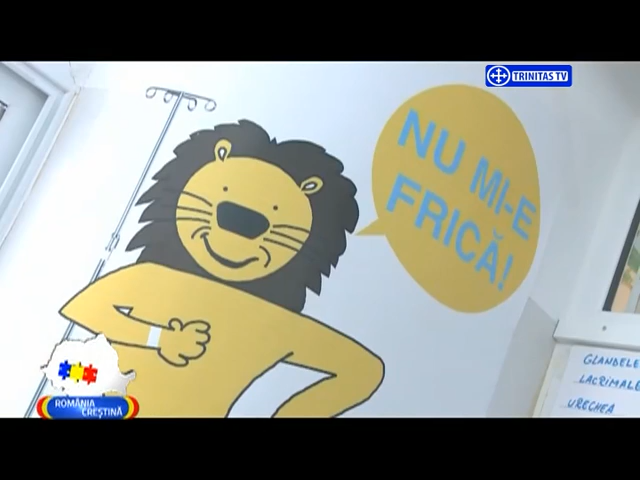 TRINITAS TV
NU MI-E
FRICĂ!
GLANDELE
LACRIMALE
URECHEA
ROMÂNIA
CREȘTINĂ